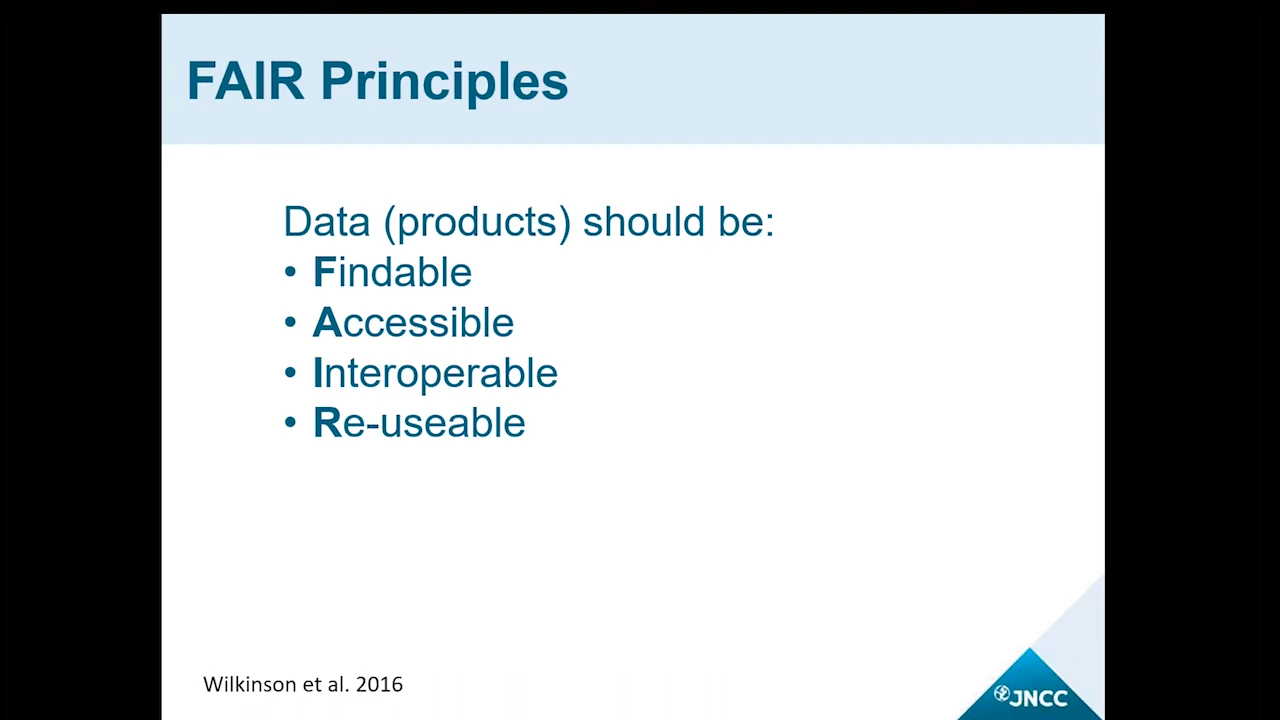 FAIR Principles
Data (products) should be:
• Findable
• Accessible
• Interoperable
• Re-useable
Wilkinson et al. 2016
JNCC